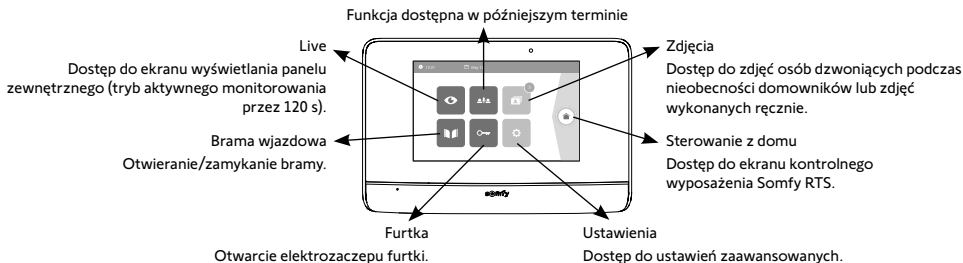 Funkcja dostępna w późniejszym terminie
Live
Dostęp do ekranu wyświetlania panelu
zewnętrznego (tryb aktywnego monitorowania
przez 120 s).
Brama wjazdowa
Otwieranie/zamykanie bramy.
Furtka
Otwarcie elektrozaczepu furtki.
Zdjęcia
Dostęp do zdjęć osób dzwoniących podczas
nieobecności domowników lub zdjęć
wykonanych ręcznie.
Sterowanie z domu
Dostęp do ekranu kontrolnego
wyposażenia Somfy RTS.
Ustawienia
Dostęp do ustawień zaawansowanych.
somfy